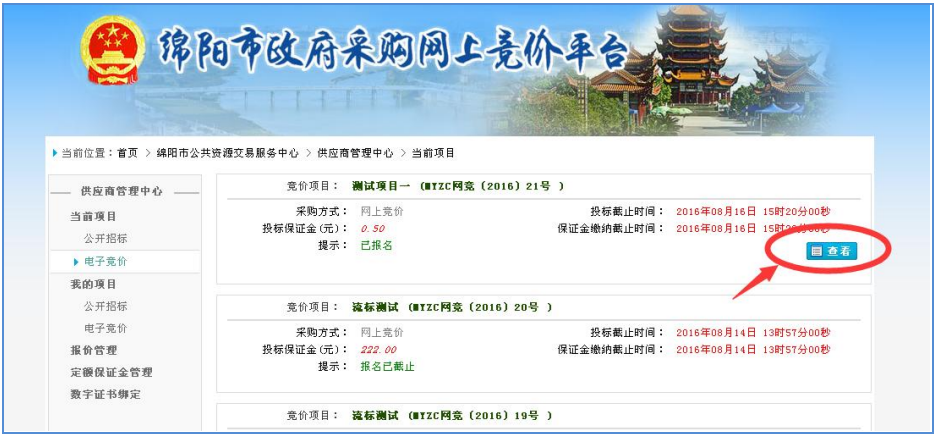 绵阳市政府采购网上竞价平台
当前位置：首页 > 绵阳市公共资源交易服务中心 > 供应商管理中心 > 当前项目
供应商管理中心
当前项目
公开招标
电子竞价
我的项目
公开招标
电子竞价
报价管理
定额保证金管理
数字证书绑定
竞价项目： 测试项目一 (MYZC网竞（2016）21号 )
采购方式： 网上竞价 投标截止时间： 2016年08月16日 15时20分00秒
投标保证金(元)： 0.50 保证金缴纳截止时间： 2016年08月16日 15时20分00秒
提示： 已报名
查看
竞价项目： 流标测试 (MYZC网竞（2016）20号 )
采购方式： 网上竞价 投标截止时间： 2016年08月14日 13时57分00秒
投标保证金(元)： 222.00 保证金缴纳截止时间： 2016年08月14日 13时57分00秒
提示： 报名已截止
竞价项目： 流标测试 (MYZC网竞（2016）19号 )